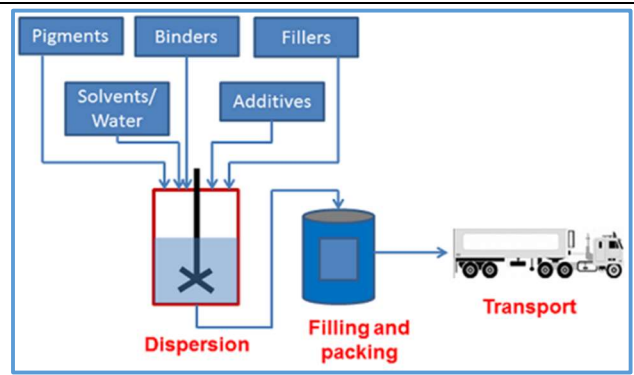 Pigments
Binders
Fillers
Solvents/
Water
Additives
Dispersion
Filling and
packing
Transport